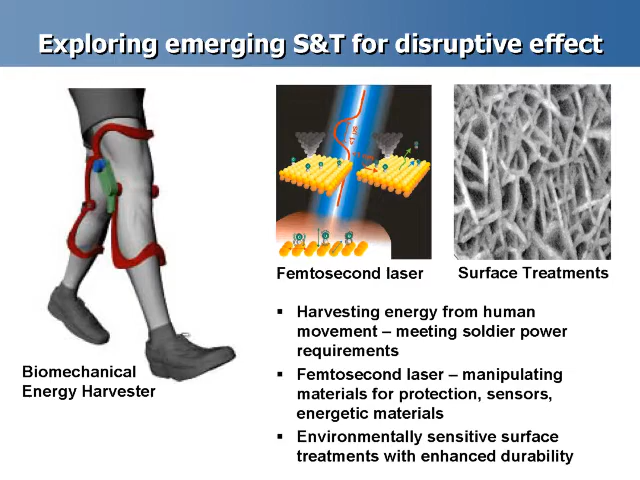 Exploring emerging S&T for disruptive effect
Femtosecond laser
Surface Treatments
Biomechanical
Energy Harvester
▪ Harvesting energy from human
movement – meeting soldier power
requirements
▪ Femtosecond laser – manipulating
materials for protection, sensors,
energetic materials
▪ Environmentally sensitive surface
treatments with enhanced durability